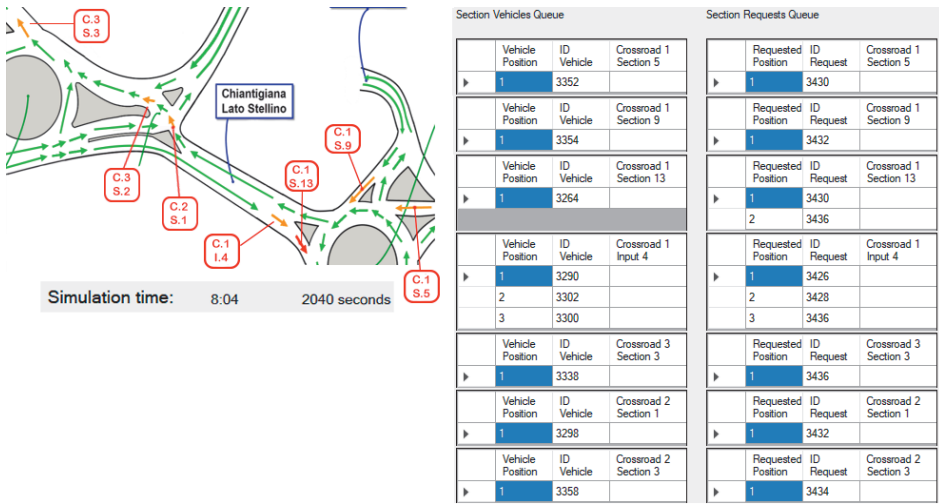 C.3
S.3
Chiantigiana
Lato Stellino
C.1
S.9
C.1
S.13
C.3
S.2
C.2
S.1
C.1
I.4
C.1
S.5
Simulation time: 8:04 2040 seconds
Section Vehicles Queue
Vehicle Position ID Vehicle Crossroad 1 Section 5
1 3352
Vehicle Position ID Vehicle Crossroad 1 Section 9
1 3354
Vehicle Position ID Vehicle Crossroad 1 Section 13
1 3264
Vehicle Position ID Vehicle Crossroad 1 Input 4
1 3290
2 3302
3 3300
Vehicle Position ID Vehicle Crossroad 3 Section 3
1 3338
Vehicle Position ID Vehicle Crossroad 2 Section 1
1 3298
Vehicle Position ID Vehicle Crossroad 2 Section 3
1 3358
Section Requests Queue
Requested Position ID Request Crossroad 1 Section 5
1 3430
Requested Position ID Request Crossroad 1 Section 9
1 3432
Requested Position ID Request Crossroad 1 Section 13
1 3430
2 3436
Requested Position ID Request Crossroad 1 Input 4
1 3426
2 3428
3 3436
Requested Position ID Request Crossroad 3 Section 3
1 3436
Requested Position ID Request Crossroad 2 Section 1
1 3432
Requested Position ID Request Crossroad 2 Section 3
1 3434